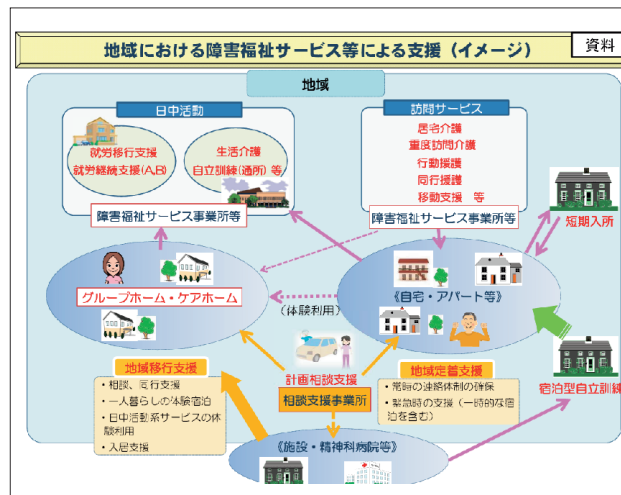 地域における障害福祉サービス等による支援（イメージ）
資料
地域
日中活動
訪問サービス
就労移行支援
就労継続支援(A,B)
生活介護
自立訓練(通所) 等
居宅介護
重度訪問介護
行動援護
同行援護
移動支援 等
障害福祉サービス事業所等
障害福祉サービス事業所等
短期入所
グループホーム・ケアホーム
《自宅・アパート等》
(体験利用)
地域移行支援
・相談、同行支援
・一人暮らしの体験宿泊
・日中活動系サービスの体
験利用
・入居支援
計画相談支援
相談支援事業所
地域定着支援
・常時の連絡体制の確保
・緊急時の支援（一時的な宿
泊を含む）
宿泊型自立訓練
《施設・精神科病院等》